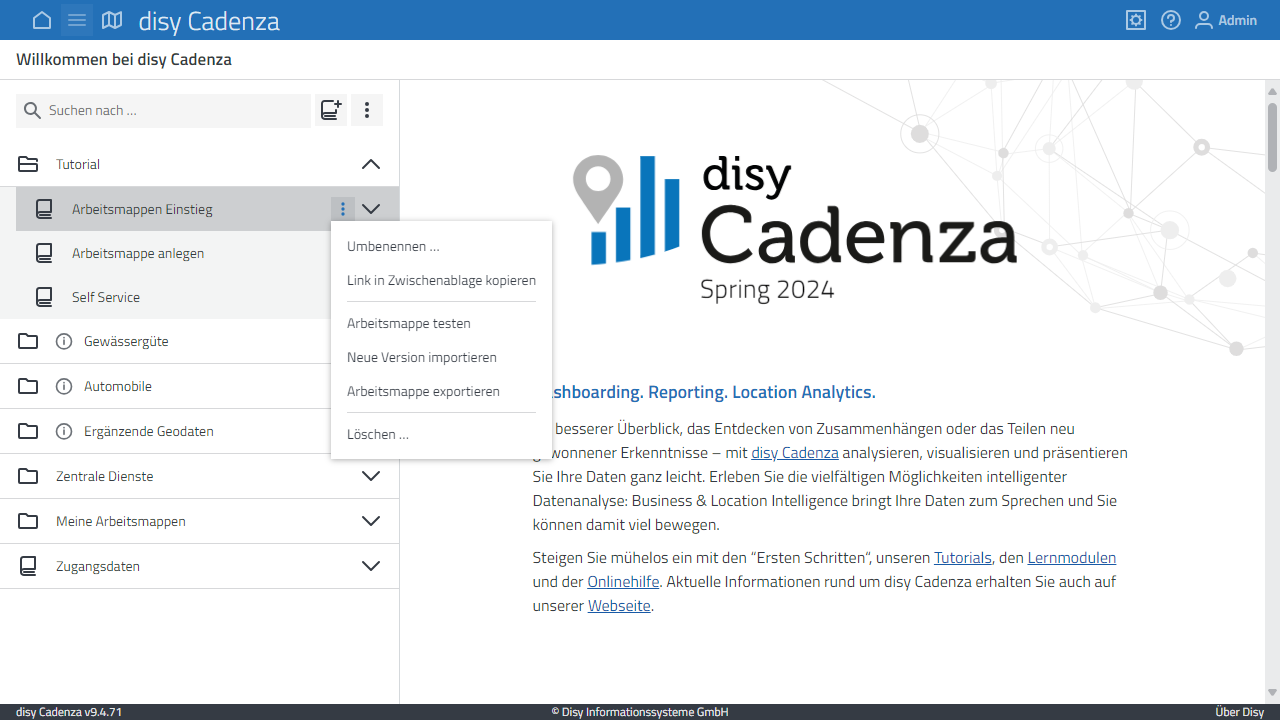 disy Cadenza
Admin
Willkommen bei disy Cadenza
Suchen nach ...
Tutorial
Arbeitsmappen Einstieg
Arbeitsmappe anlegen
Self Service
Gewässergüte
Automobile
Ergänzende Geodaten
Zentrale Dienste
Meine Arbeitsmappen
Zugangsdaten
Umbenennen ...
Link in Zwischenablage kopieren
Arbeitsmappe testen
Neue Version importieren
Arbeitsmappe exportieren
Löschen ...
disy
Cadenza
Spring 2024
shboarding. Reporting. Location Analytics.
besserer Überblick, das Entdecken von Zusammenhängen oder das Teilen neu
gewonnener Erkenntnisse – mit disy Cadenza analysieren, visualisieren und präsentieren
Sie Ihre Daten ganz leicht. Erleben Sie die vielfältigen Möglichkeiten intelligenter
Datenanalyse: Business & Location Intelligence bringt Ihre Daten zum Sprechen und Sie
können damit viel bewegen.
Steigen Sie mühelos ein mit den “Ersten Schritten“, unseren Tutorials, den Lernmodulen
und der Onlinehilfe. Aktuelle Informationen rund um disy Cadenza erhalten Sie auch auf
unserer Webseite.
disy Cadenza v9.4.71
© Disy Informationssysteme GmbH
Über Disy